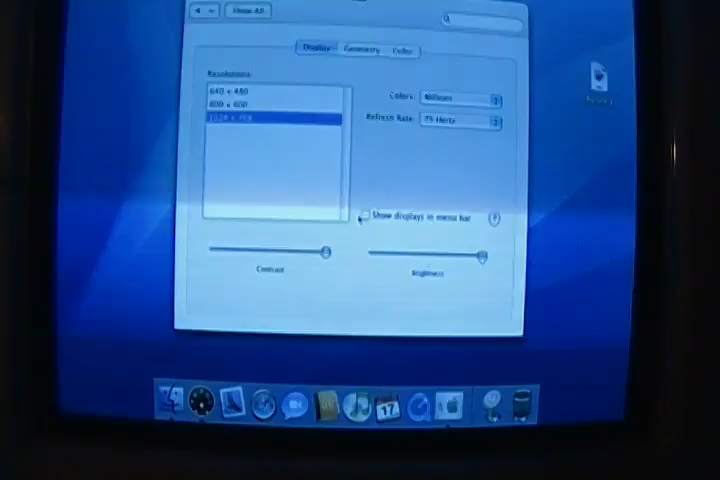 Show All
Display Geometry Color
Resolutions:
640 x 480
800 x 600
1024 x 768
Colors: Millions
Refresh Rate: 75 Hertz
Show displays in menu bar
?
Contrast
Brightness
17